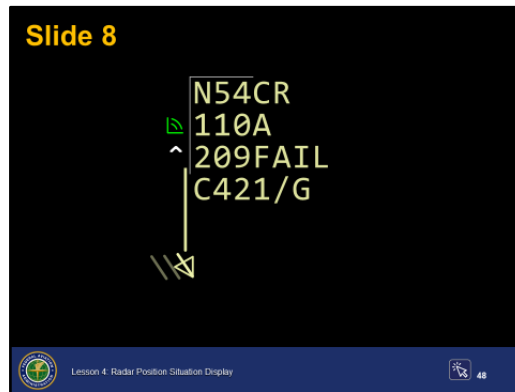 Slide 8
N54CR
110A
^ 209FAIL
C421/G
Lesson 4: Radar Position Situation Display
48